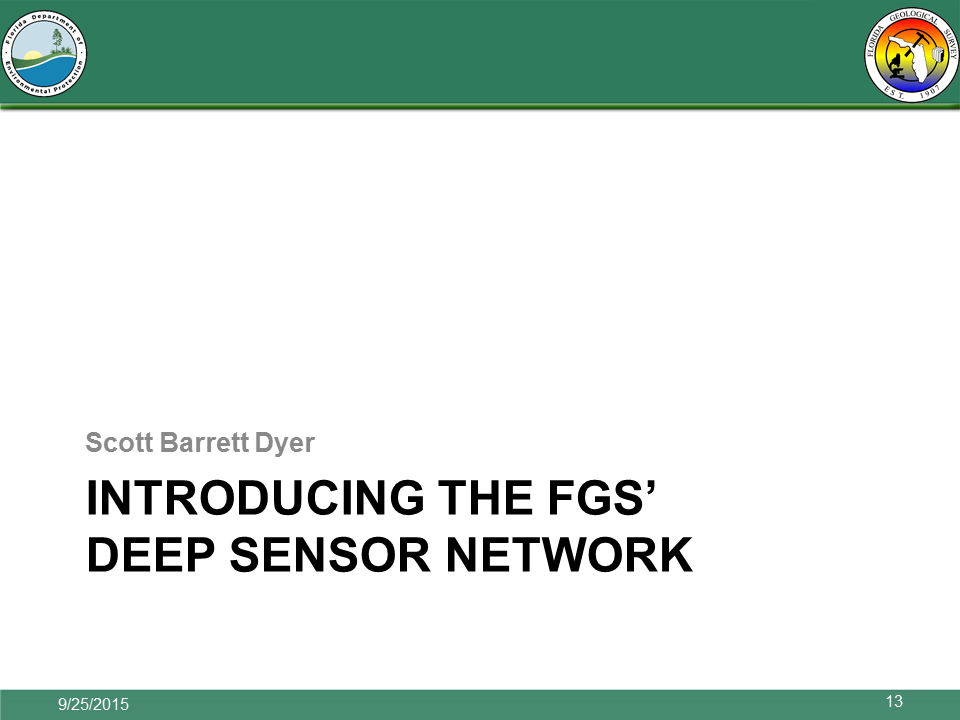 Florida Department of
Environmental Protection
FLORIDA GEOLOGICAL SURVEY
EST. 1907
Scott Barrett Dyer
INTRODUCING THE FGS’
DEEP SENSOR NETWORK
9/25/2015
13